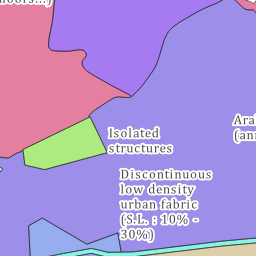 Isolated
structures
Discontinuous
low density
urban fabric
(S.L. : 10% -
30%)